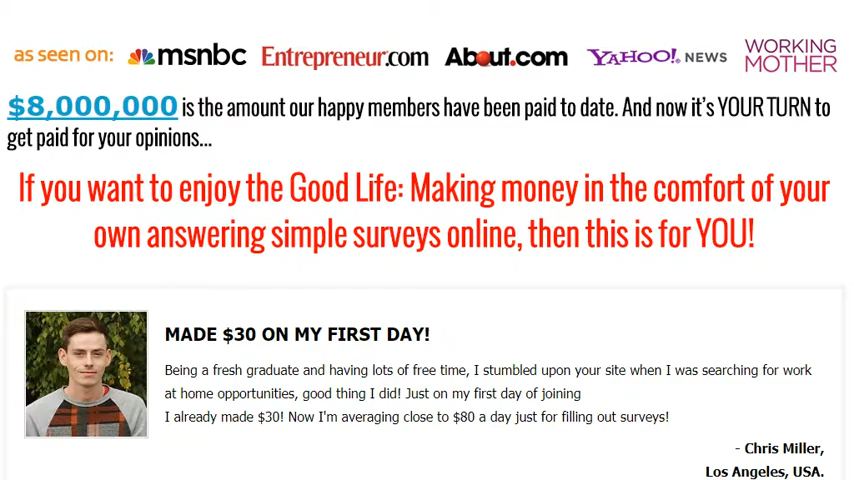 as seen on: msnbc Entrepreneur.com About.com YAHOO! NEWS WORKING MOTHER
$8,000,000 is the amount our happy members have been paid to date. And now it's YOUR TURN to
get paid for your opinions...
If you want to enjoy the Good Life: Making money in the comfort of your
own answering simple surveys online, then this is for YOU!
MADE $30 ON MY FIRST DAY!
Being a fresh graduate and having lots of free time, I stumbled upon your site when I was searching for work
at home opportunities, good thing I did! Just on my first day of joining
I already made $30! Now I'm averaging close to $80 a day just for filling out surveys!
- Chris Miller,
Los Angeles, USA.